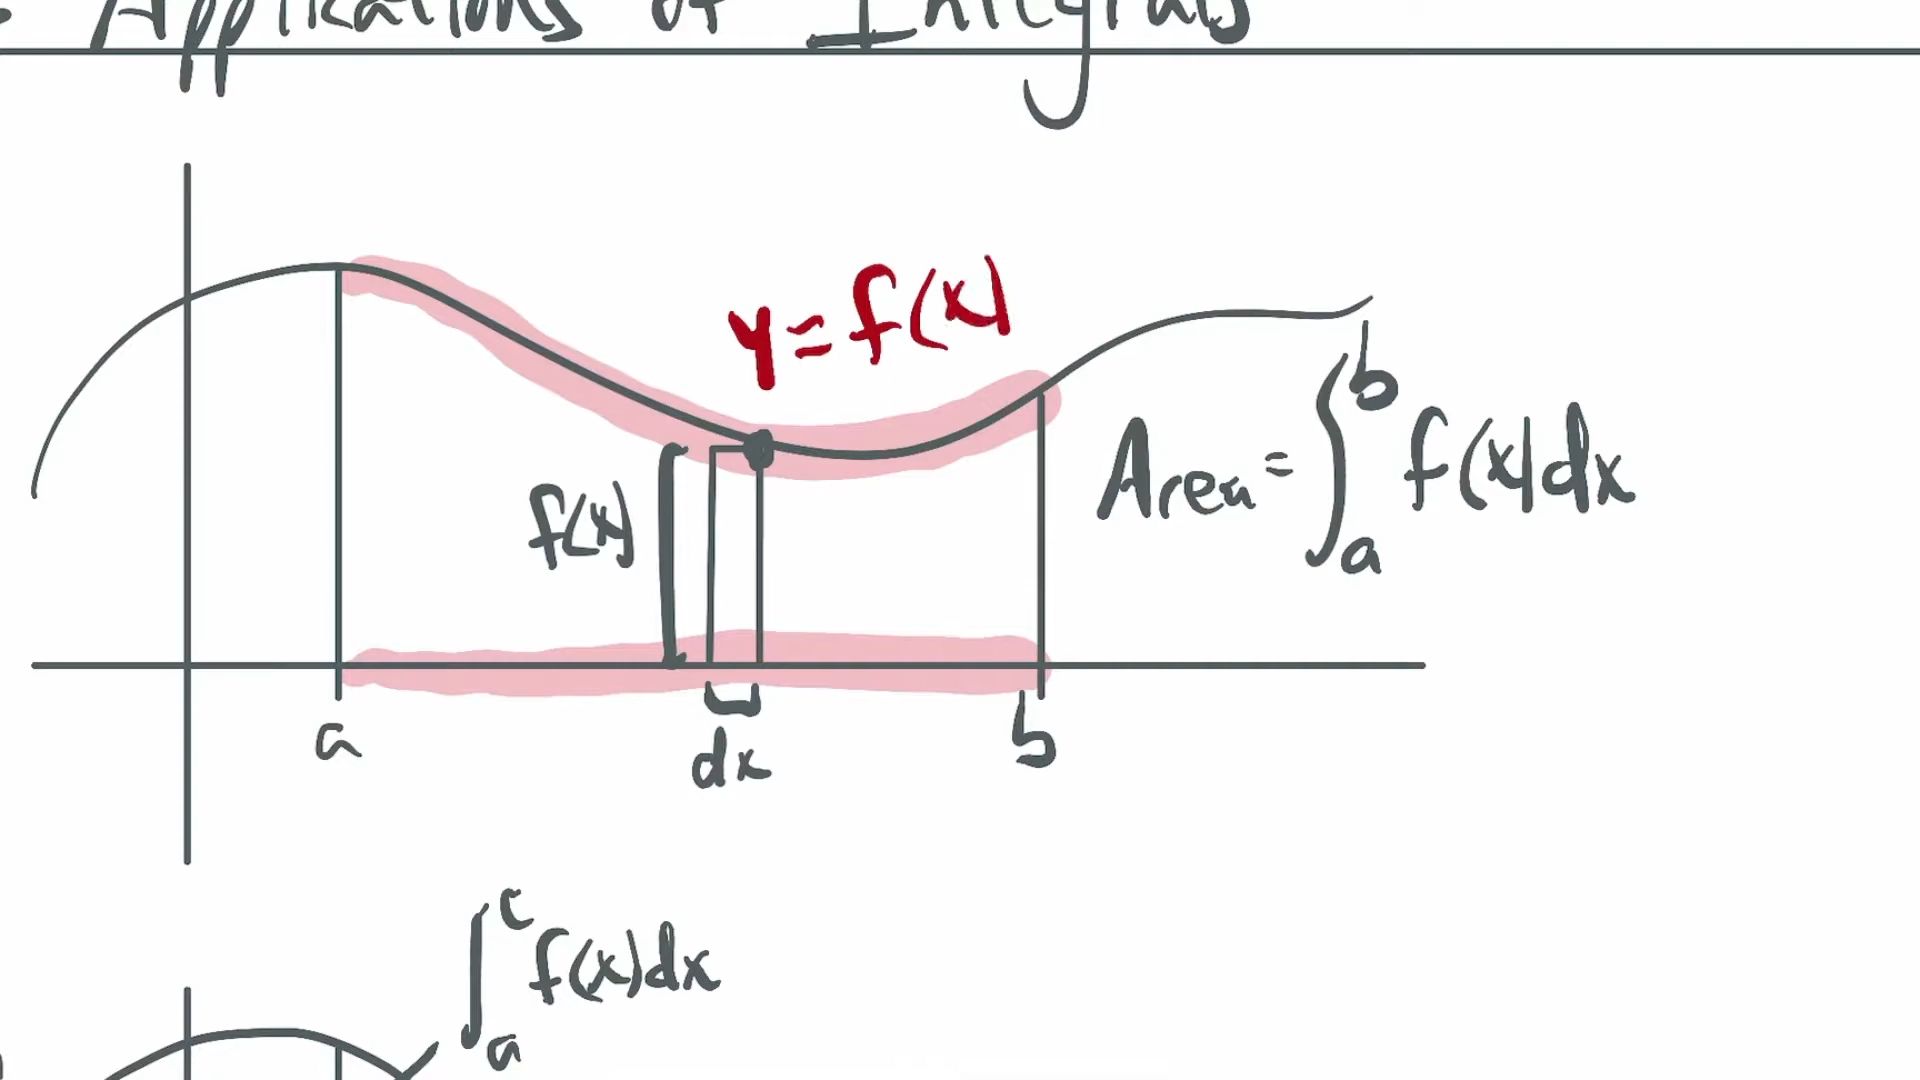 Applications of Integrals
y=f(x)
Area = ∫_a^b f(x)dx
f(x)
a
dx
b
∫_a^c f(x)dx